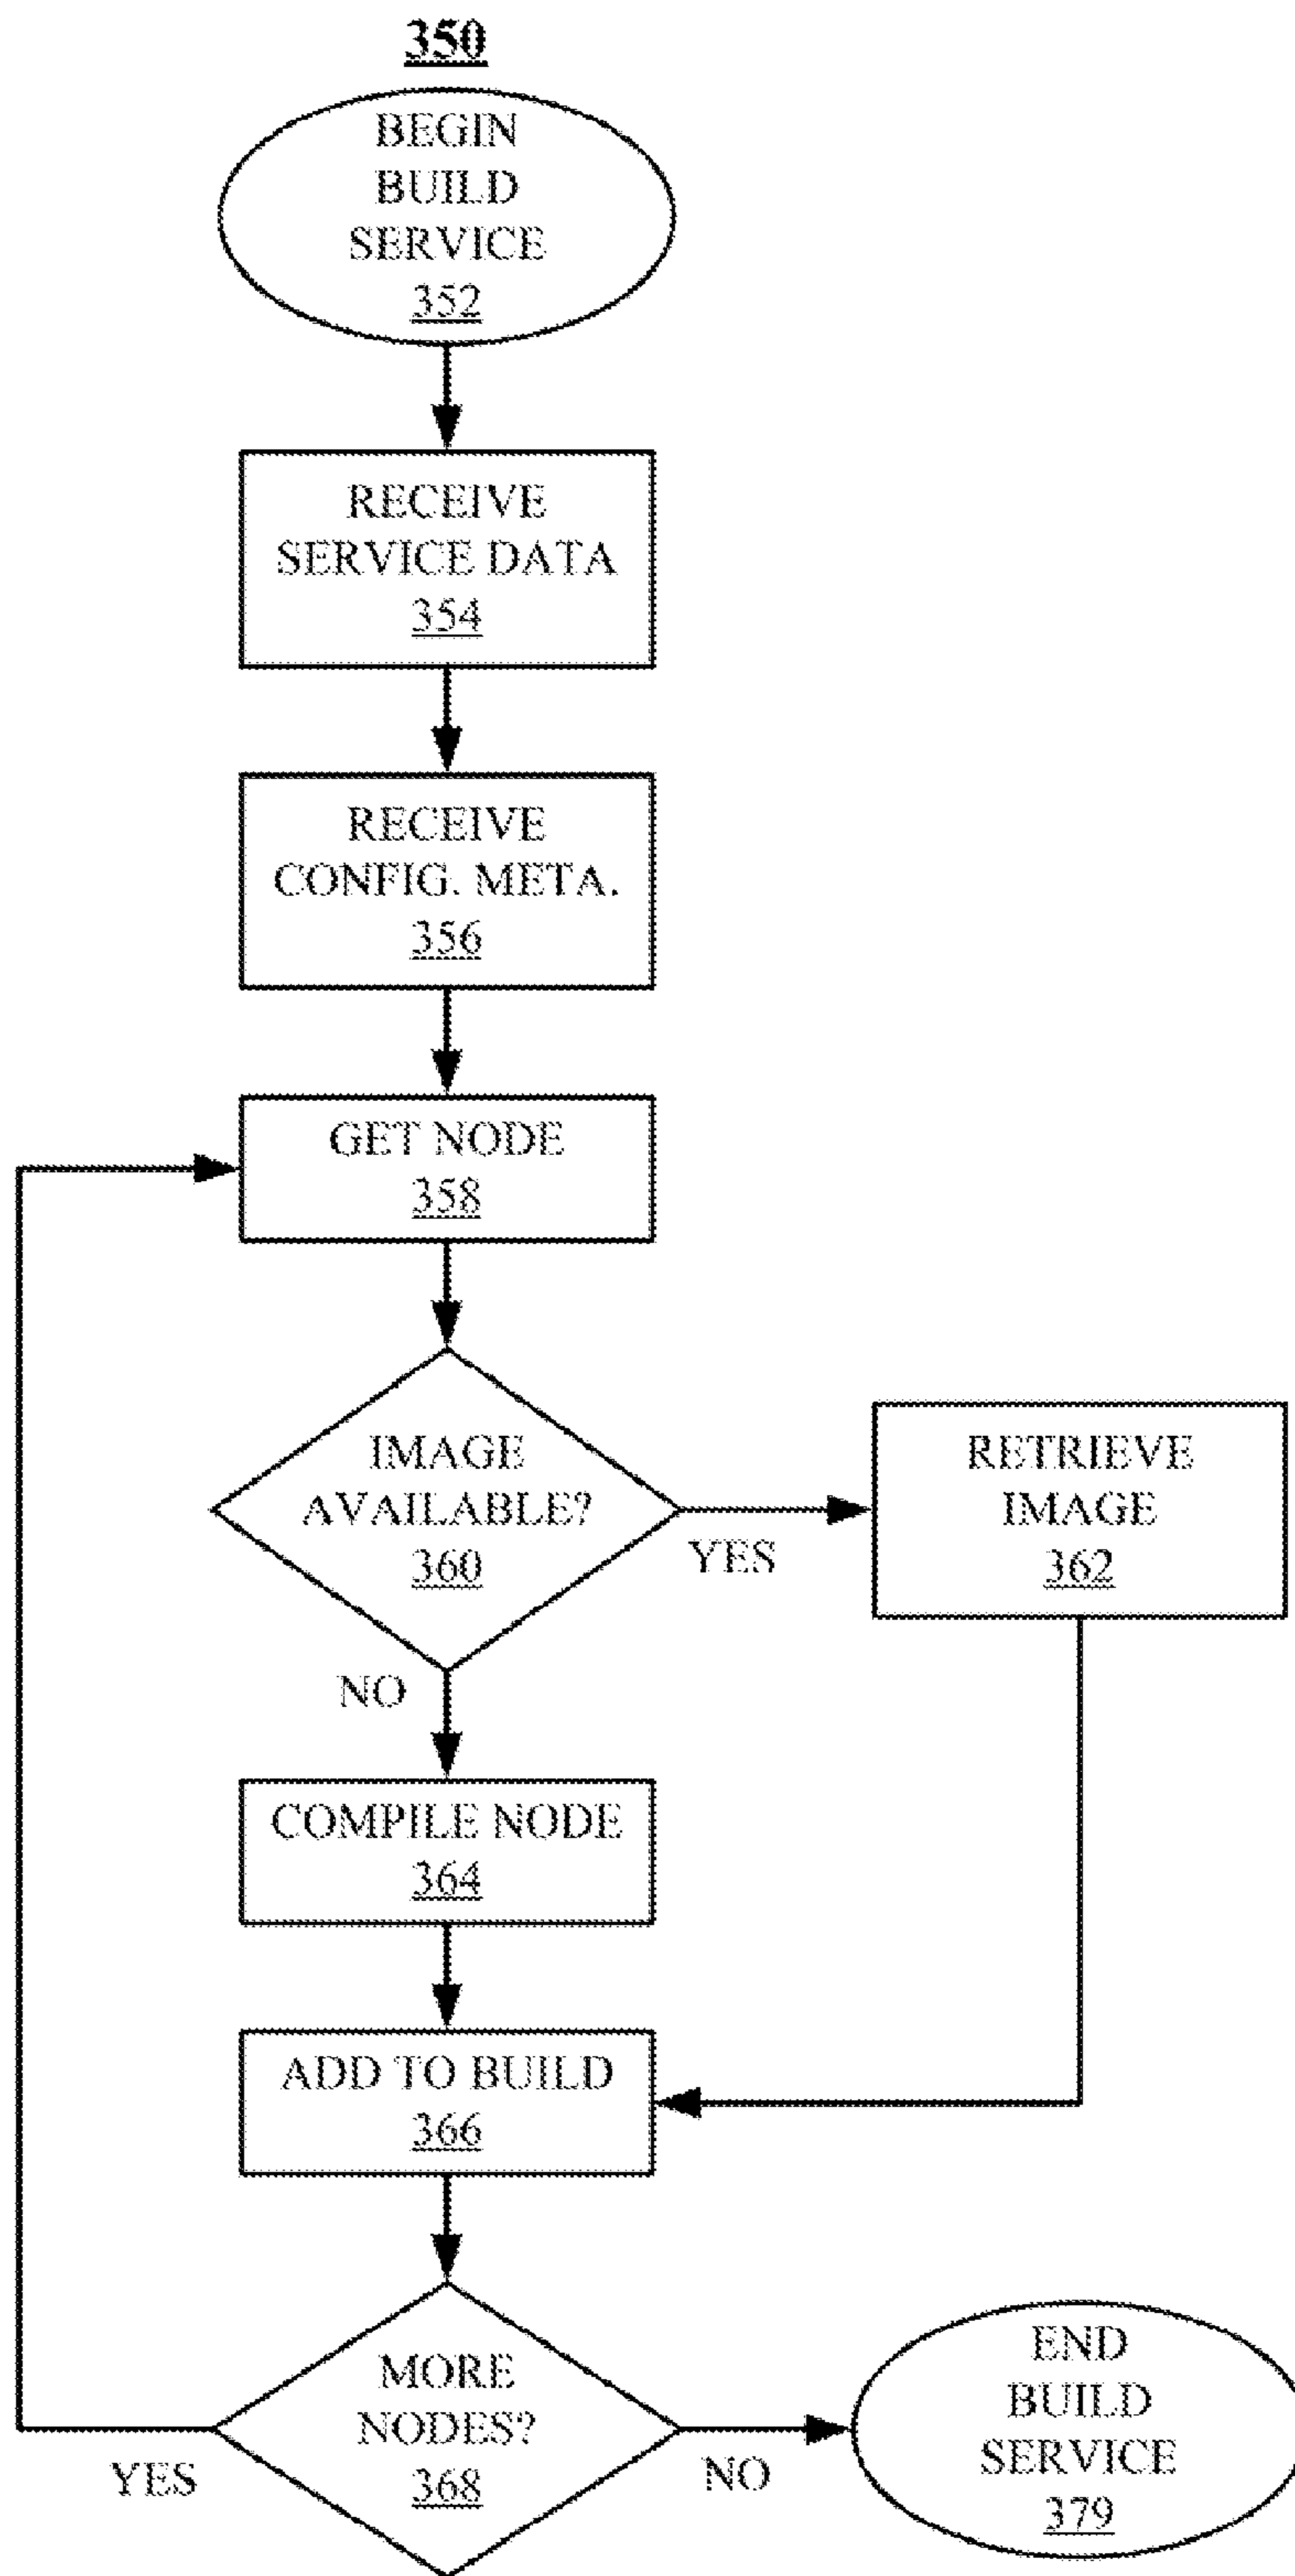 350
BEGIN
BUILD
SERVICE
352
RECEIVE
SERVICE DATA
354
RECEIVE
CONFIG. META.
356
GET NODE
358
IMAGE
AVAILABLE?
360
YES
RETRIEVE
IMAGE
362
NO
COMPILE NODE
364
ADD TO BUILD
366
MORE
NODES?
368
YES
NO
END
BUILD
SERVICE
379